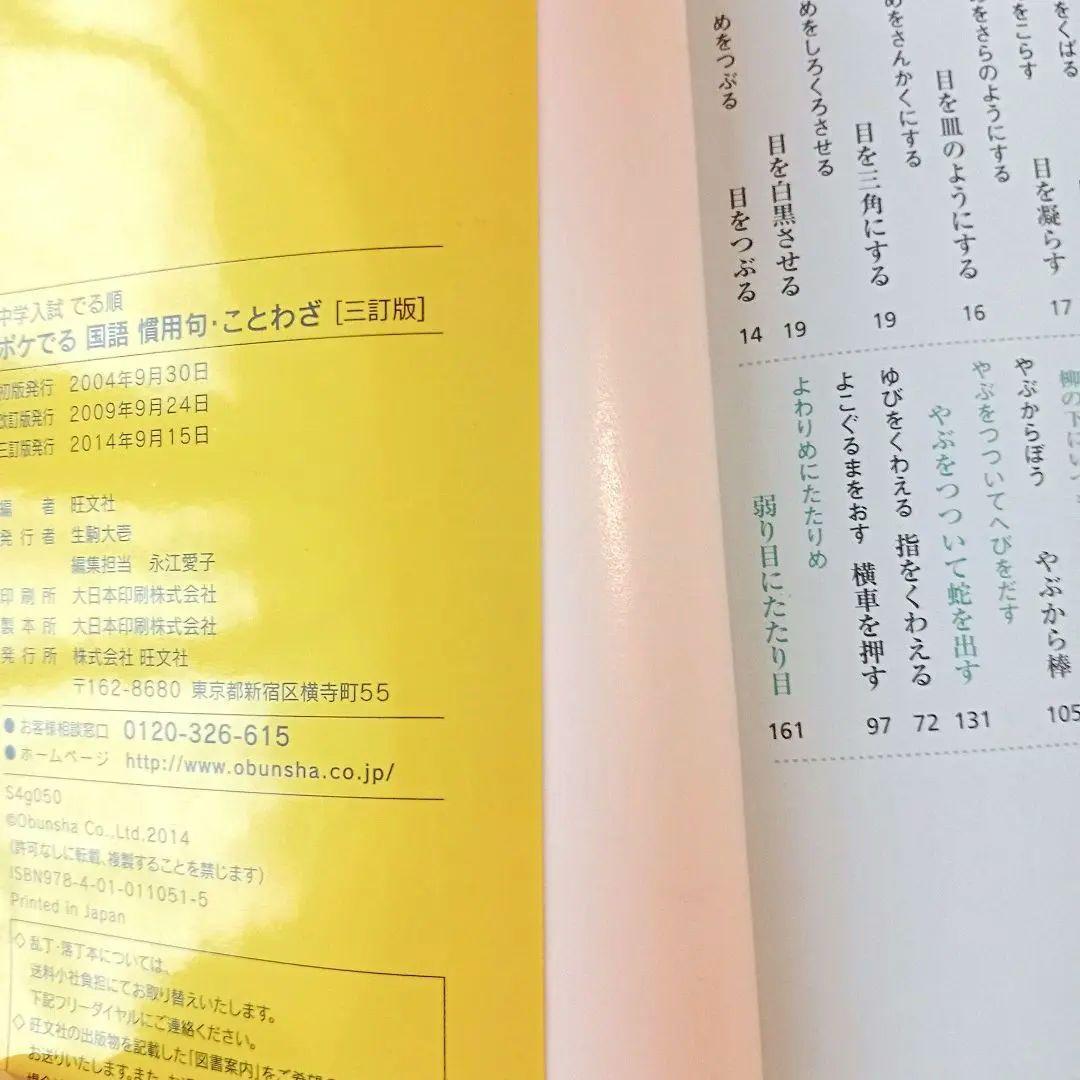 中学入試 でる順
ポケでる 国語 慣用句・ことわざ [三訂版]
初版発行 2004年9月30日
改訂版発行 2009年9月24日
三訂版発行 2014年9月15日
編者 旺文社
発行者 生駒大壱
編集担当 永江愛子
印刷所 大日本印刷株式会社
製本所 大日本印刷株式会社
発行所 株式会社 旺文社
〒162-8680 東京都新宿区横寺町55
●お客様相談窓口 0120-326-615
●ホームページ http://www.obunsha.co.jp/
S4g050
©Obunsha Co.,Ltd.2014
(許可なしに転載、複製することを禁じます)
ISBN978-4-01-011051-5
Printed in Japan
◇乱丁・落丁本については、
送料小社負担にてお取り替えいたします。
下記フリーダイヤルにご連絡ください。
◇旺文社の出版物を記載した「図書案内」をご希望の
お送りいたします。また
をくばる
をこらす 目を凝らす 17
をさらのようにする 目を皿のようにする 16
めをさんかくにする 目を三角にする 19
めをしろくろさせる 目を白黒させる 19
めをつぶる 目をつぶる 14
柳の下にい
やぶからぼう やぶから棒 105
やぶをつついてへびをだす
やぶをつついて蛇を出す 131
ゆびをくわえる 指をくわえる 72
よこぐるまをおす 横車を押す 97
よわりめにたたりめ
弱り目にたたり目 161